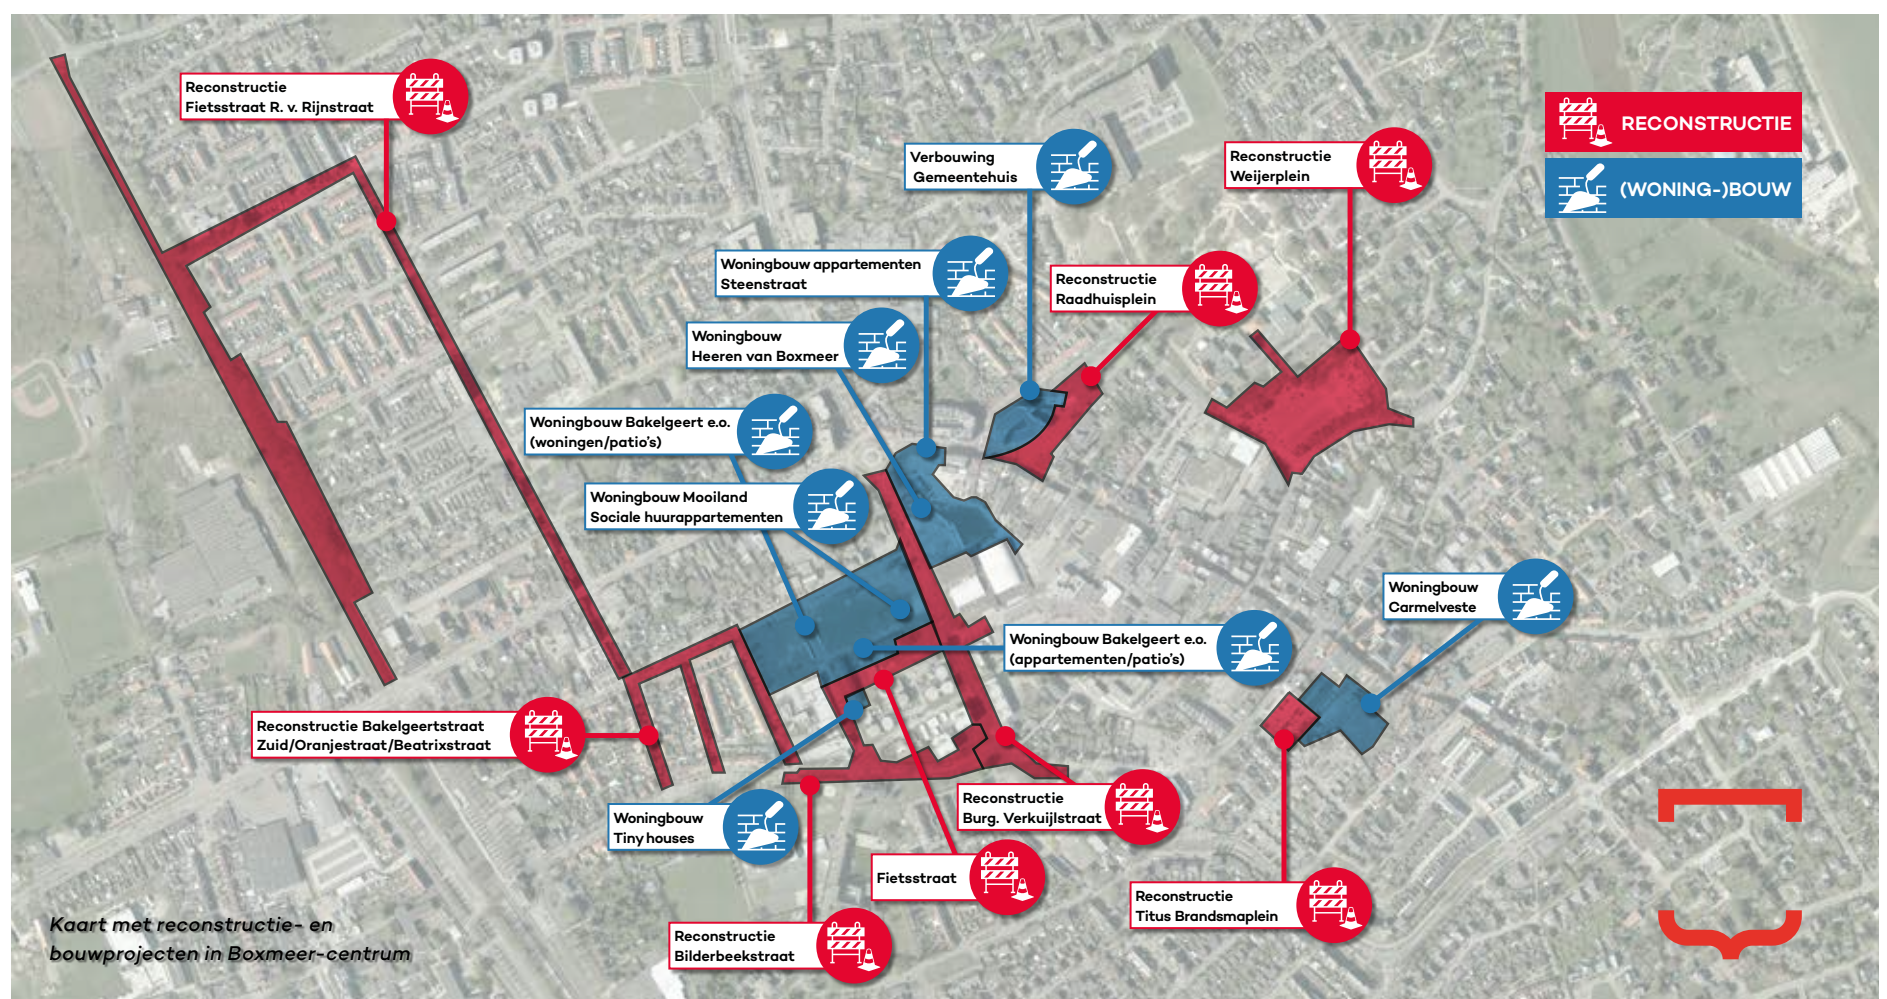 Reconstructie
Fietsstraat R. v. Rijnstraat
RECONSTRUCTIE
(WONING-)BOUW
Verbouwing
Gemeentehuis
Reconstructie
Weijerplein
Woningbouw appartementen
Steenstraat
Reconstructie
Raadhuisplein
Woningbouw
Heeren van Boxmeer
Woningbouw Bakelgeert e.o.
(woningen/patio's)
Woningbouw Mooiland
Sociale huurappartementen
Woningbouw
Carmelveste
Woningbouw Bakelgeert e.o.
(appartementen/patio's)
Reconstructie Bakelgeertstraat
Zuid/Oranjestraat/Beatrixstraat
Woningbouw
Tiny houses
Reconstructie
Burg. Verkuijlstraat
Fietsstraat
Reconstructie
Titus Brandsmaplein
Reconstructie
Bilderbeekstraat
Kaart met reconstructie- en
bouwprojecten in Boxmeer-centrum